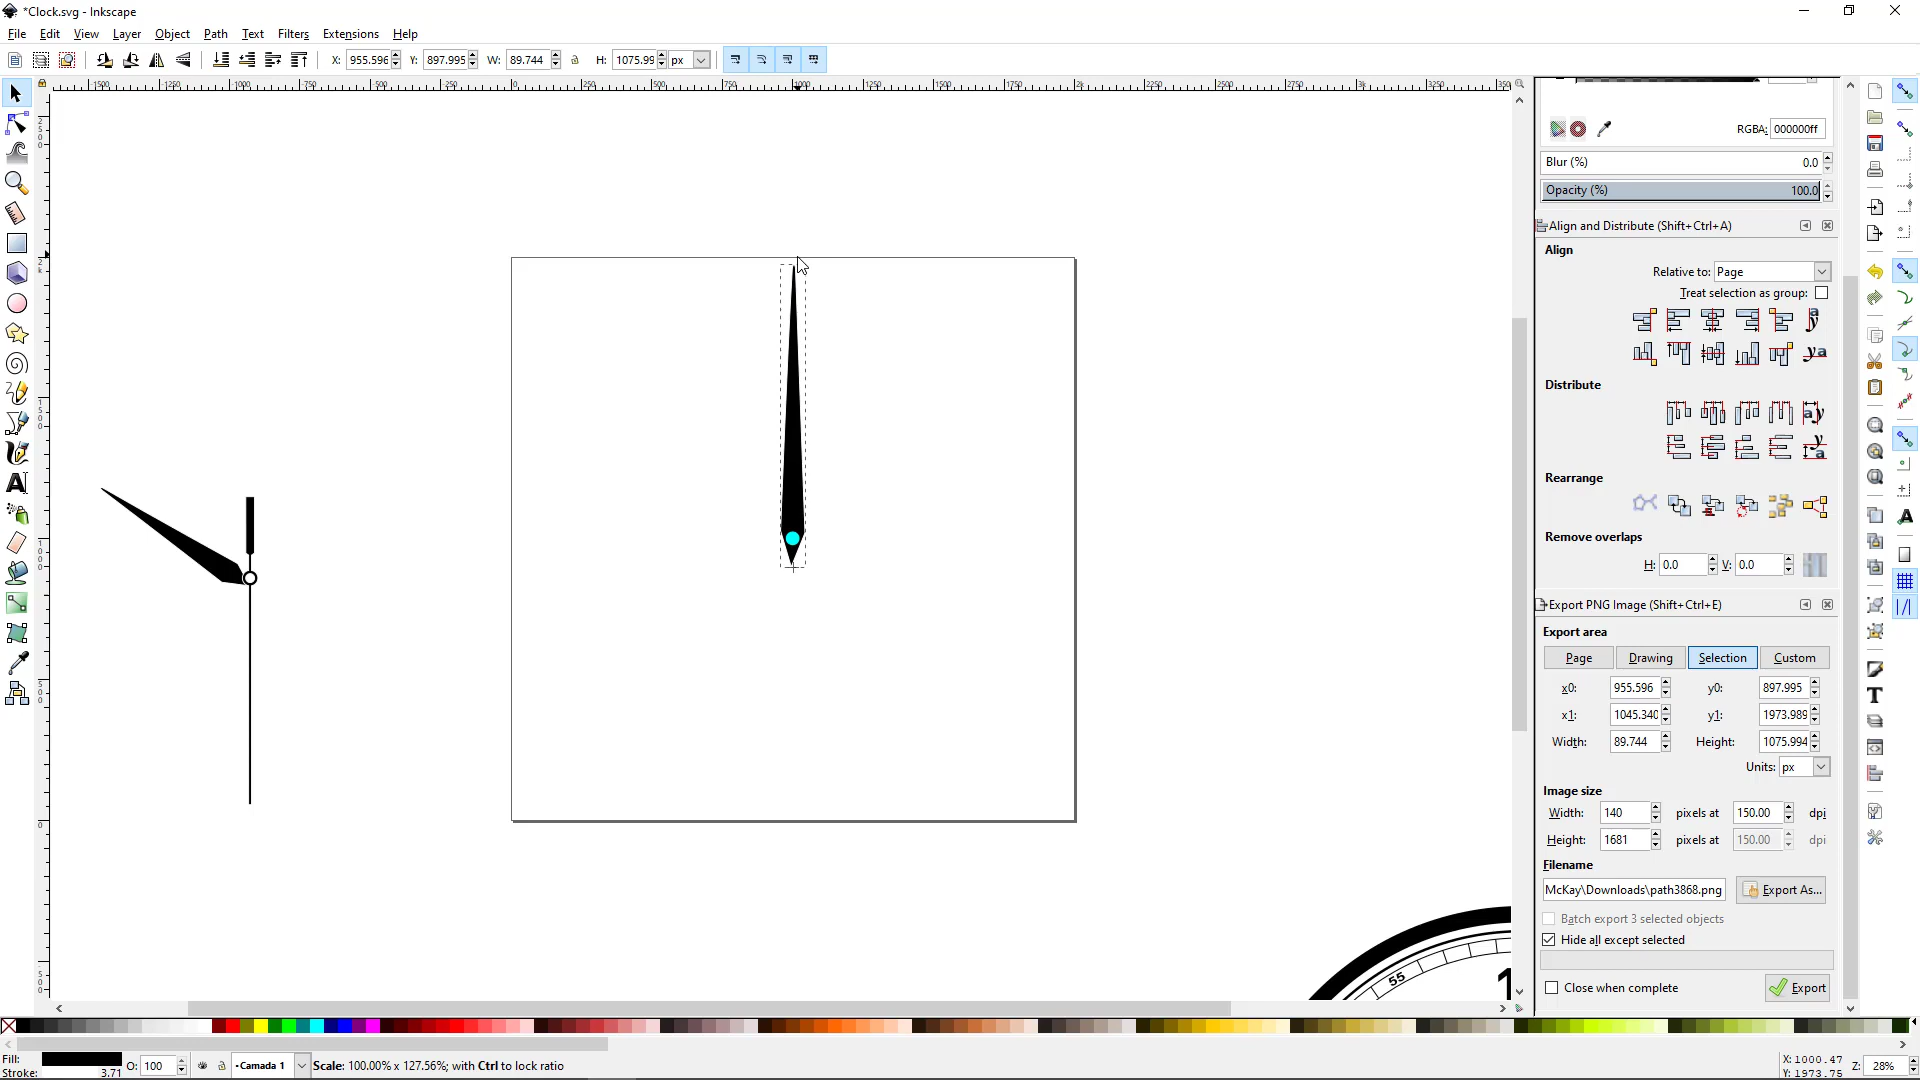 *Clock.svg - Inkscape
File Edit View Layer Object Path Text Filters Extensions Help
X: 955.596 Y: 897.995 W: 89.744 H: 1075.99 px
RGBA: 000000ff
Blur (%) 0.0
Opacity (%) 100.0
Align and Distribute (Shift+Ctrl+A)
Align
Relative to: Page
Treat selection as group:
Distribute
Rearrange
Remove overlaps
H: 0.0 V: 0.0
Export PNG Image (Shift+Ctrl+E)
Export area
Page Drawing Selection Custom
x0: 955.596 y0: 897.995
x1: 1045.340 y1: 1973.989
Width: 89.744 Height: 1075.994
Units: px
Image size
Width: 140 pixels at 150.00 dpi
Height: 1681 pixels at 150.00 dpi
Filename
McKay\Downloads\path3868.png Export As...
Batch export 3 selected objects
Hide all except selected
Close when complete Export
55
1
Fill:
Stroke: 3.71 O: 100 •Camada 1 Scale: 100.00% x 127.56%; with Ctrl to lock ratio
X: 1000.47
Y: 1973.75 Z: 28%